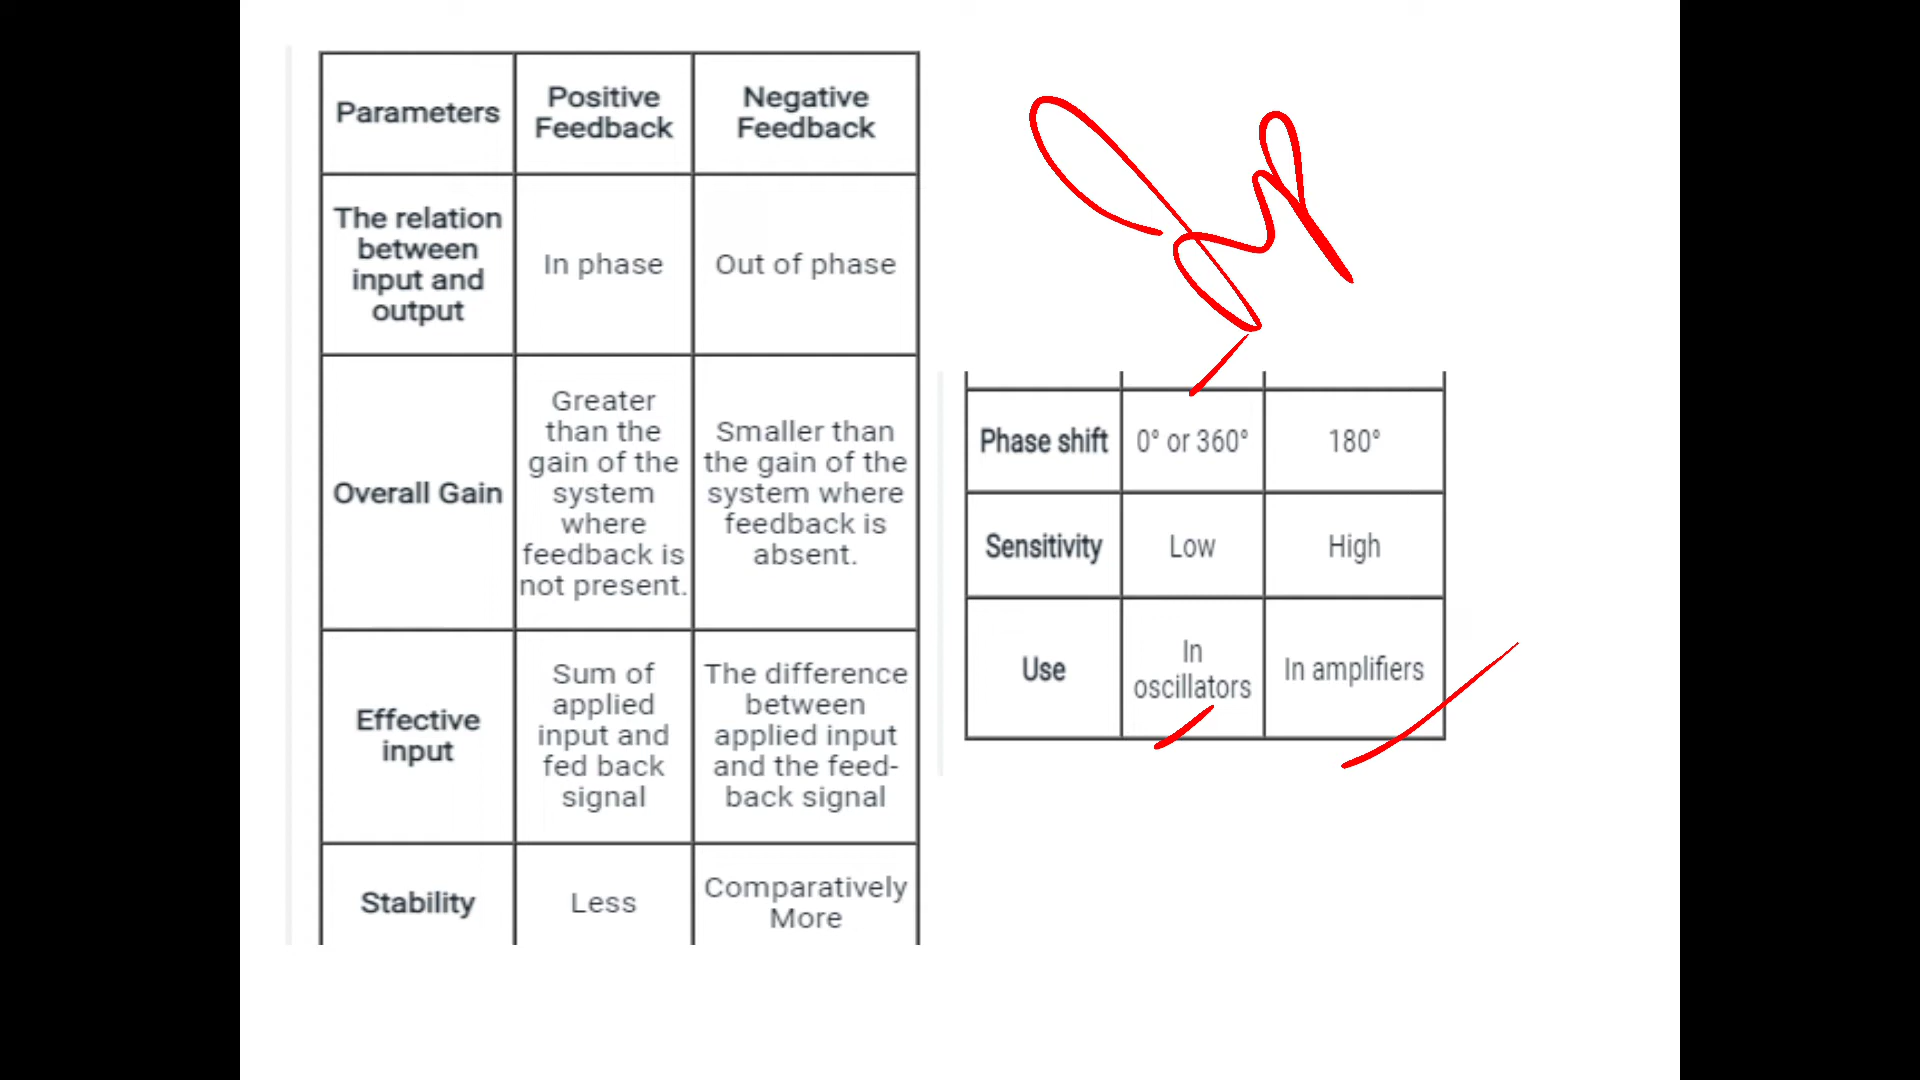 Parameters
Positive
Feedback
Negative
Feedback
The relation
between
input and
output
In phase
Out of phase
Overall Gain
Greater
than the
gain of the
system
where
feedback is
not present.
Smaller than
the gain of the
system where
feedback is
absent.
Effective
input
Sum of
applied
input and
fed back
signal
The difference
between
applied input
and the feed-
back signal
Stability
Less
Comparatively
More
Phase shift
0° or 360°
180°
Sensitivity
Low
High
Use
In
oscillators
In amplifiers